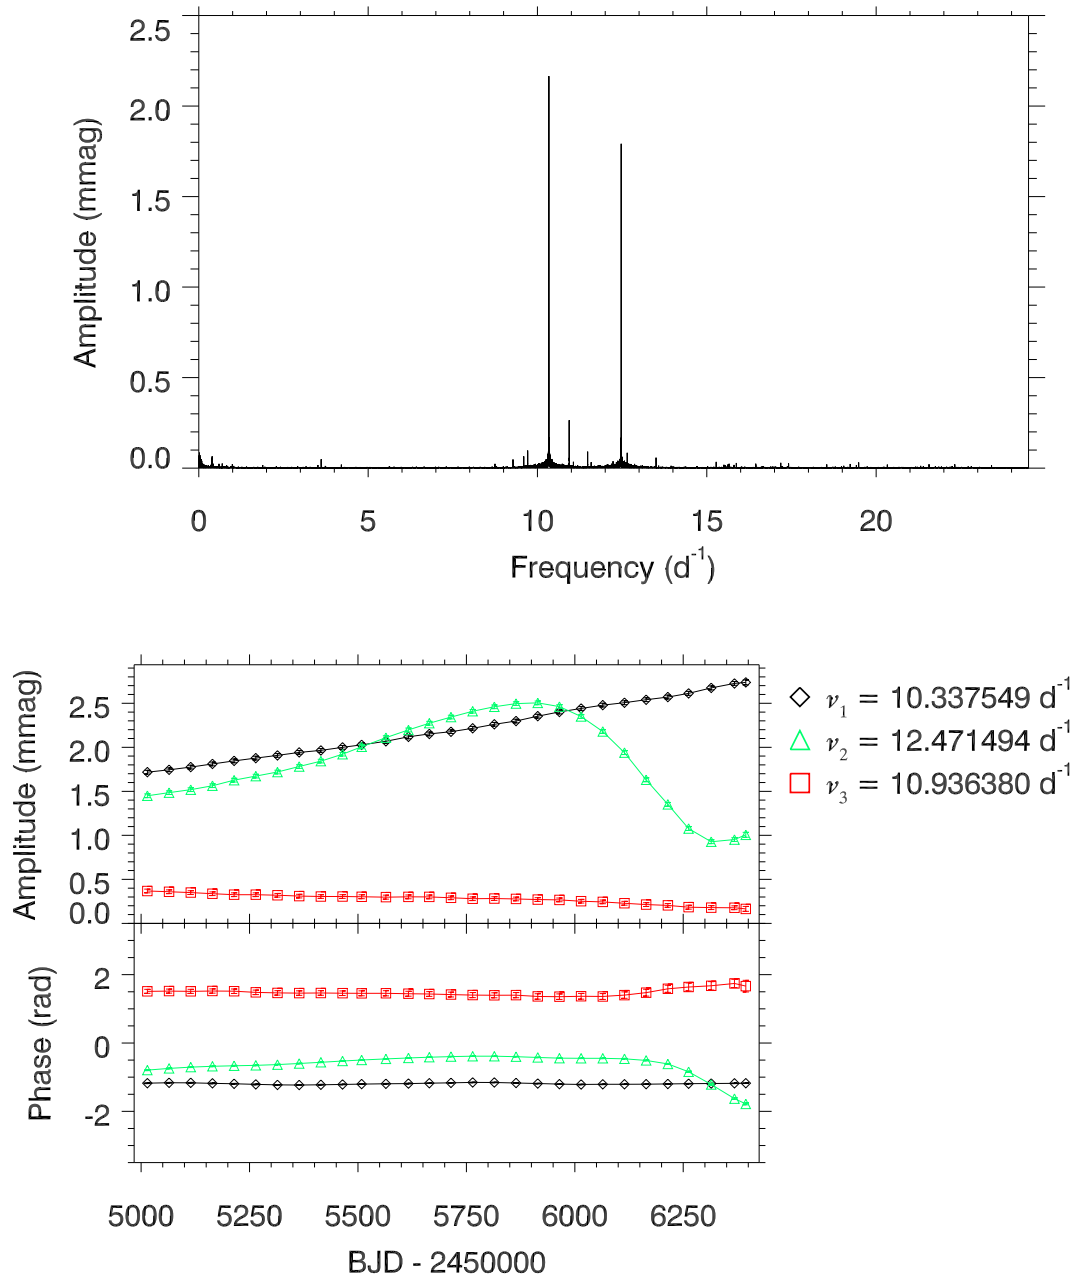 2.5
2.0
1.5
1.0
0.5
0.0
Amplitude (mmag)
0 5 10 15 20
Frequency (d⁻¹)
2.5
2.0
1.5
1.0
0.5
0.0
Amplitude (mmag)
ν₁ = 10.337549 d⁻¹
ν₂ = 12.471494 d⁻¹
ν₃ = 10.936380 d⁻¹
2
0
-2
Phase (rad)
5000 5250 5500 5750 6000 6250
BJD - 2450000